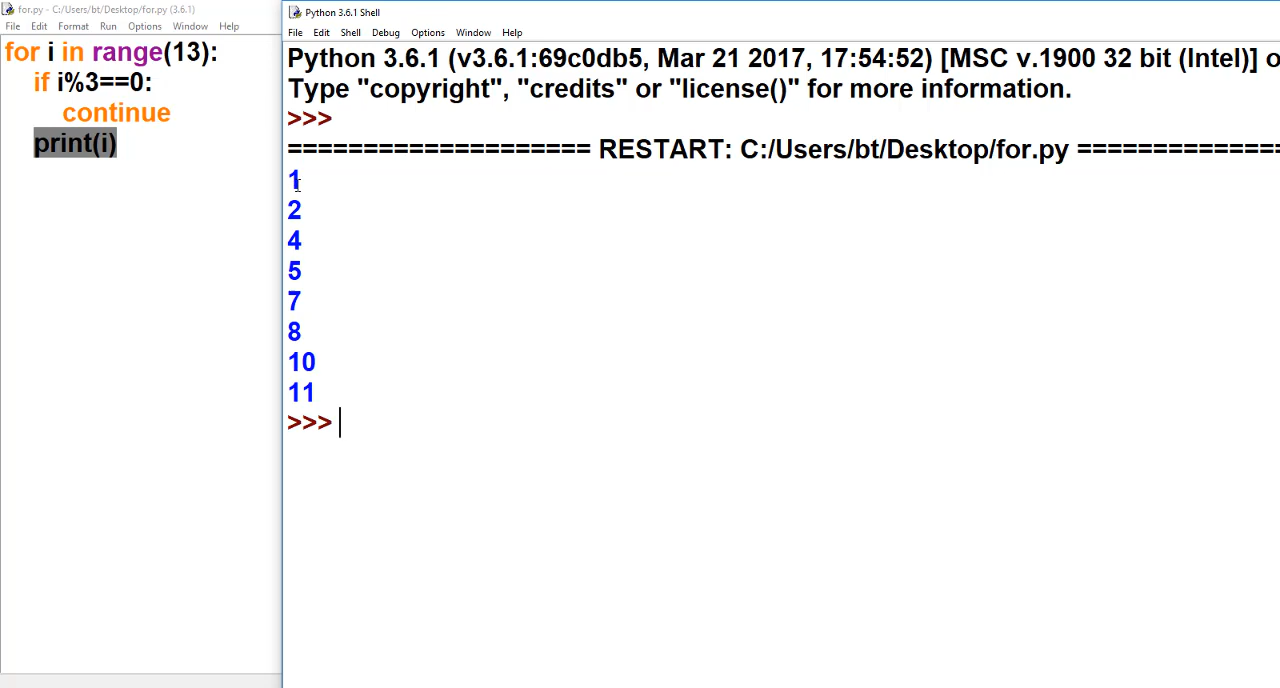 for.py - C:/Users/bt/Desktop/for.py (3.6.1)
File Edit Format Run Options Window Help
for i in range(13):
    if i%3==0:
        continue
    print(i)
Python 3.6.1 Shell
File Edit Shell Debug Options Window Help
Python 3.6.1 (v3.6.1:69c0db5, Mar 21 2017, 17:54:52) [MSC v.1900 32 bit (Intel)] o
Type "copyright", "credits" or "license()" for more information.
>>>
==================== RESTART: C:/Users/bt/Desktop/for.py ==============
1
2
4
5
7
8
10
11
>>>